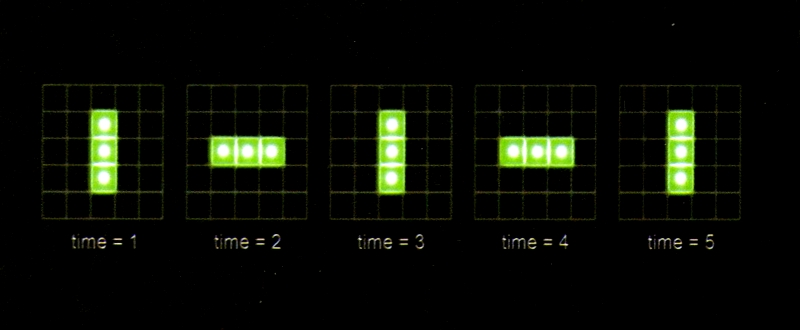 time = 1
time = 2
time = 3
time = 4
time = 5